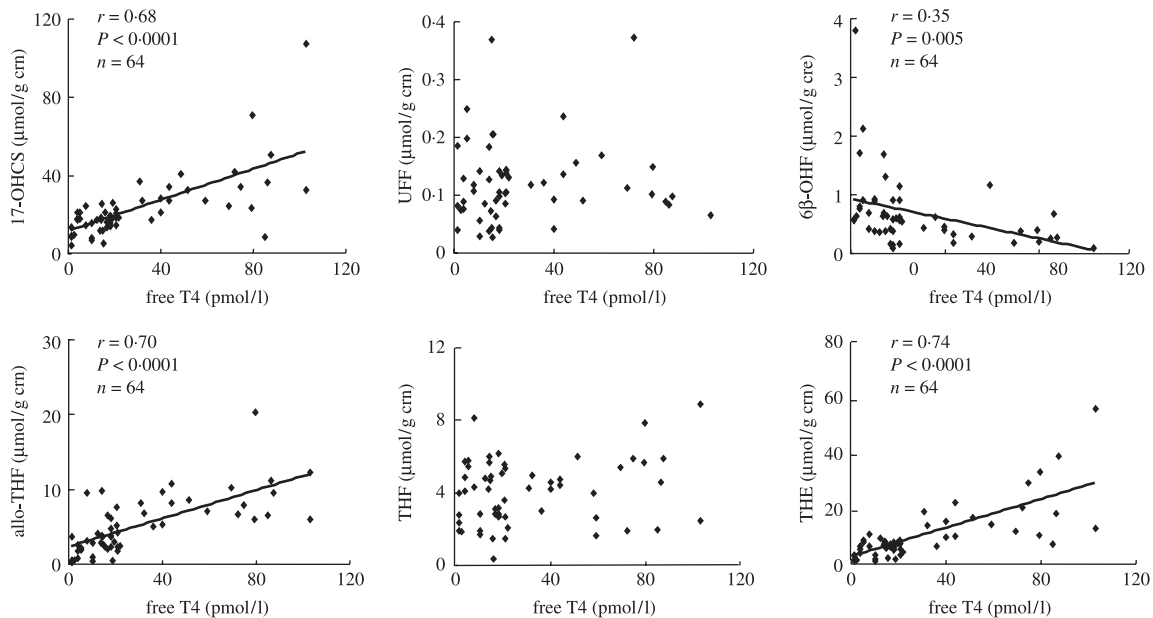 r = 0·68
P < 0·0001
n = 64
120
80
40
0
17-OHCS (μmol/g crn)
0
40
80
120
free T4 (pmol/l)
0·4
0·3
0·2
0·1
0
UFF (μmol/g crn)
0
40
80
120
free T4 (pmol/l)
r = 0·35
P = 0·005
n = 64
4
3
2
1
0
6β-OHF (μmol/g cre)
0
40
80
120
free T4 (pmol/l)
r = 0·70
P < 0·0001
n = 64
30
20
10
0
allo-THF (μmol/g crn)
0
40
80
120
free T4 (pmol/l)
12
8
4
0
THF (μmol/g crn)
0
40
80
120
free T4 (pmol/l)
r = 0·74
P < 0·0001
n = 64
80
60
40
20
0
THE (μmol/g crn)
0
40
80
120
free T4 (pmol/l)